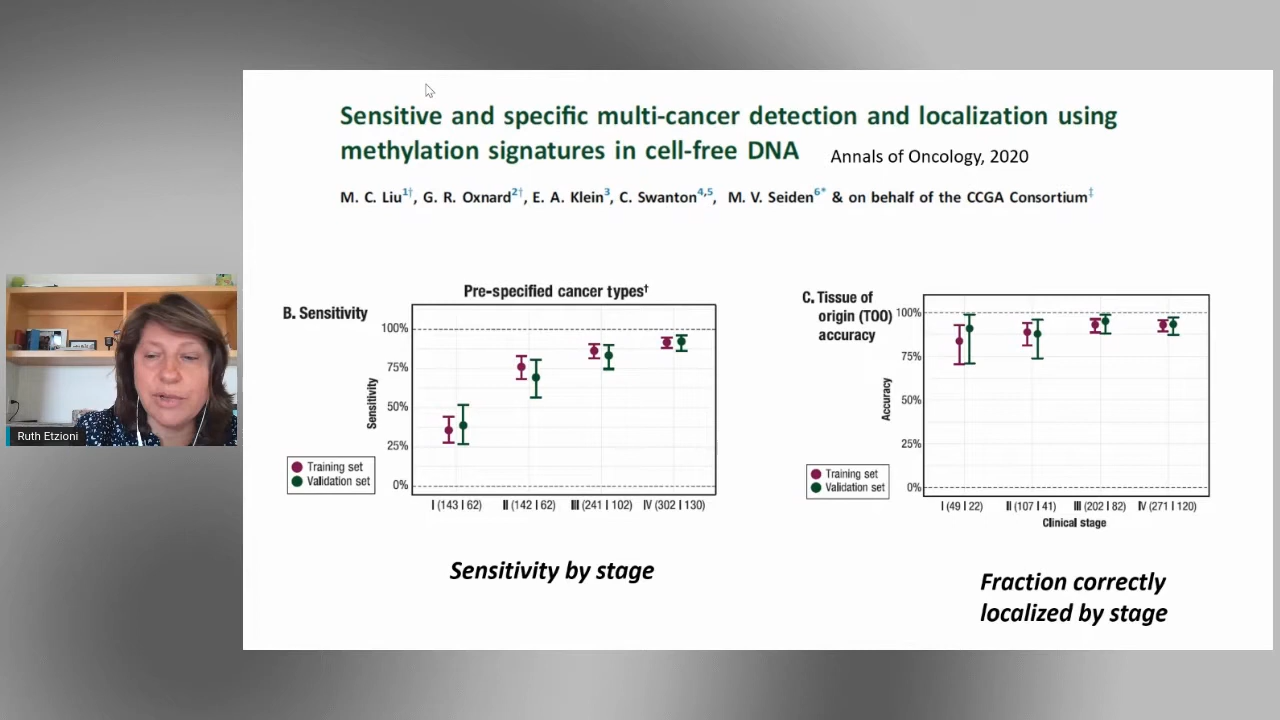 Sensitive and specific multi-cancer detection and localization using
methylation signatures in cell-free DNA
Annals of Oncology, 2020
M. C. Liu1†, G. R. Oxnard2†, E. A. Klein3, C. Swanton4,5, M. V. Seiden6* & on behalf of the CCGA Consortium‡
B. Sensitivity
Pre-specified cancer types†
100%
75%
50%
25%
0%
Sensitivity
Training set
Validation set
I (143 | 62)
II (142 | 62)
III (241 | 102)
IV (302 | 130)
Sensitivity by stage
C. Tissue of
origin (TOO)
accuracy
100%
75%
50%
25%
0%
Accuracy
Training set
Validation set
I (49 | 22)
II (107 | 41)
III (202 | 82)
IV (271 | 120)
Clinical stage
Fraction correctly
localized by stage
Ruth Etzioni